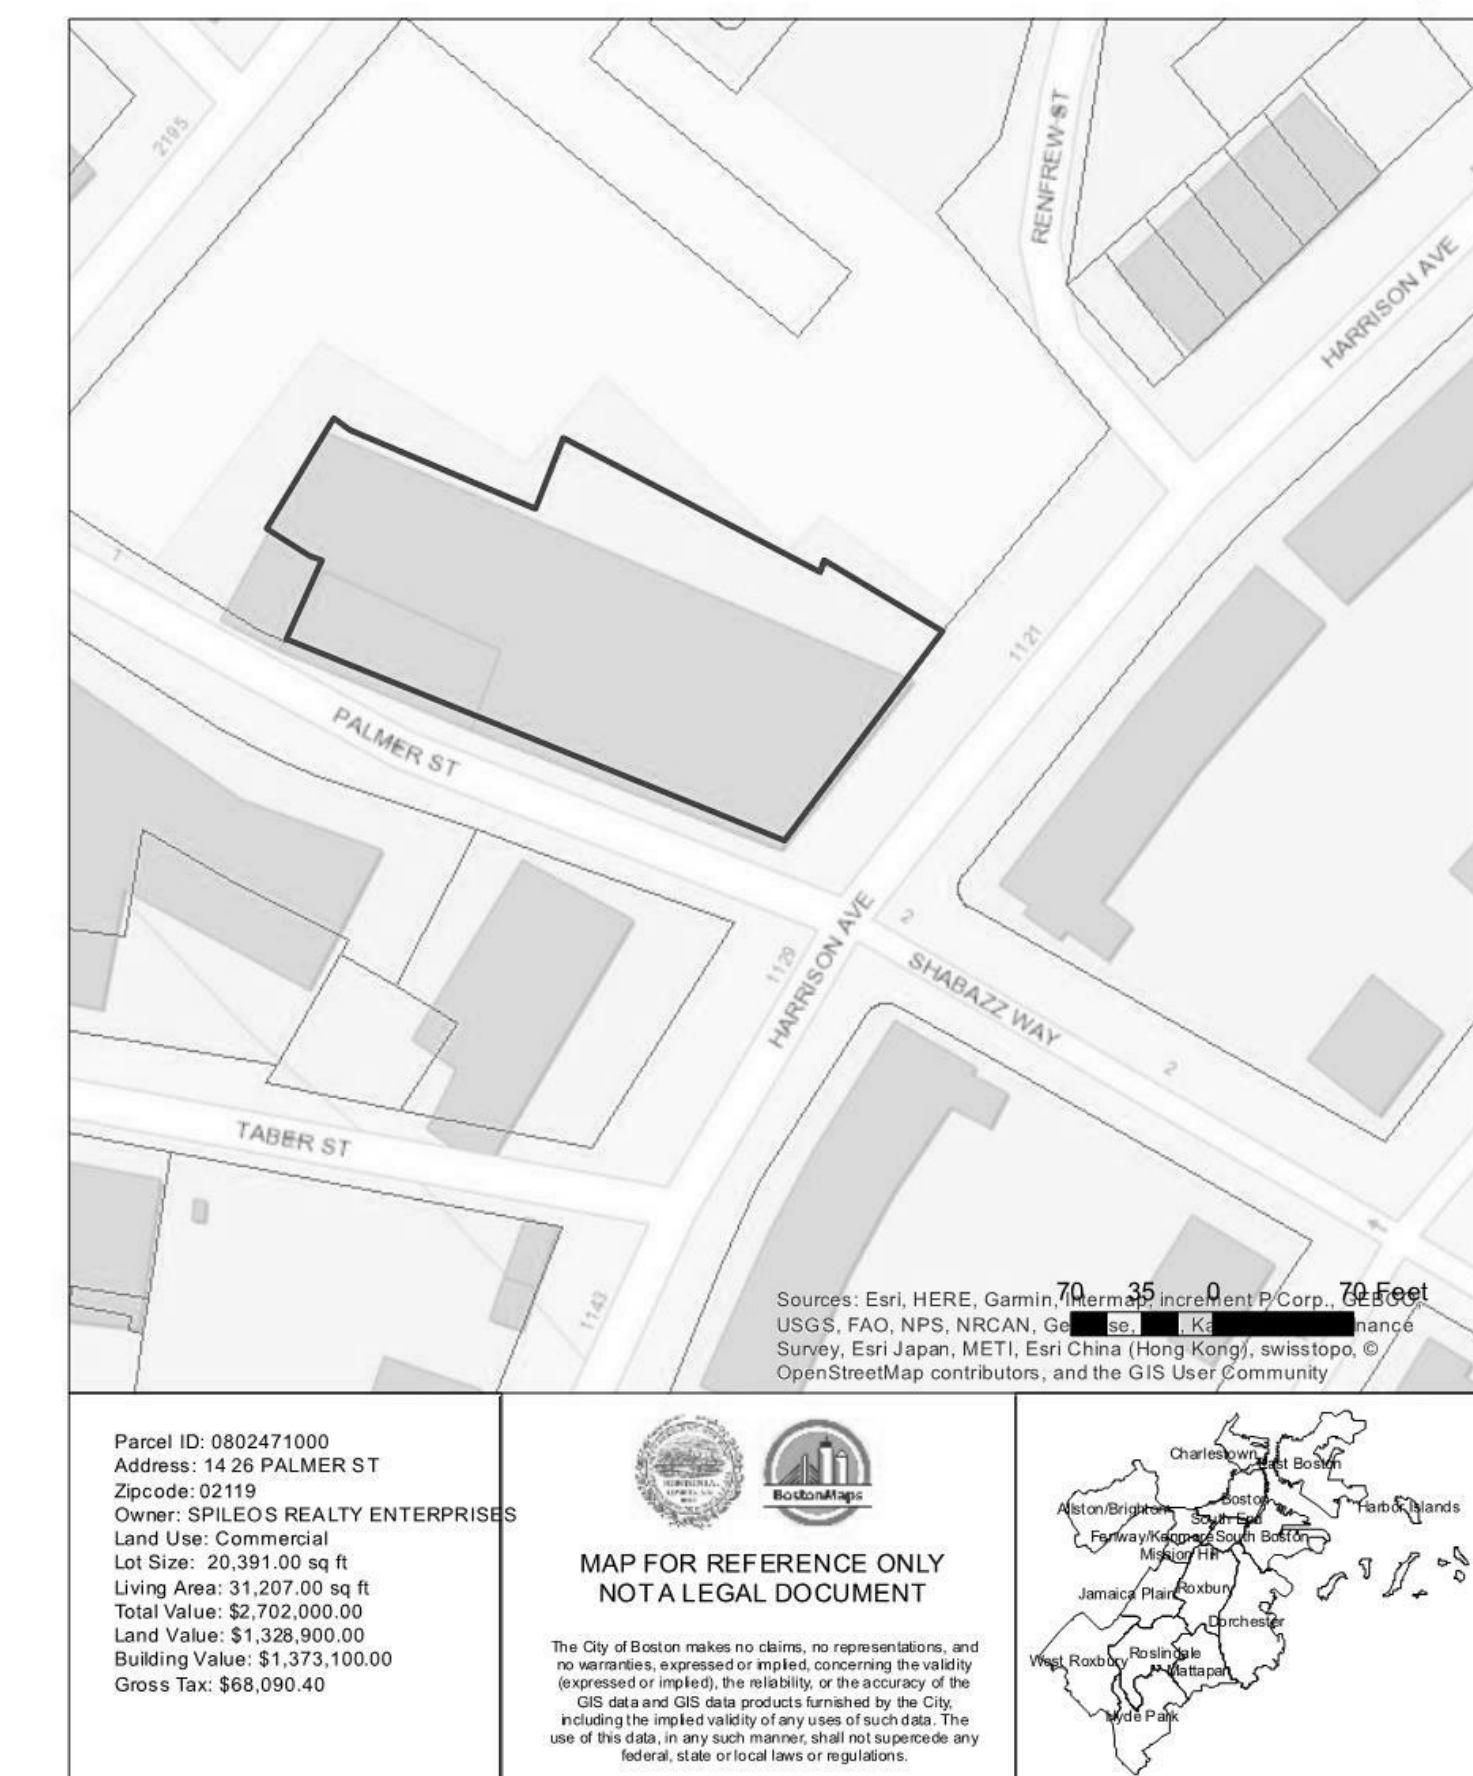 2195
RENFREW ST
HARRISON AVE
1
1121
PALMER ST
2
1129
HARRISON AVE
SHABAZZ WAY
2
TABER ST
1143
70 35 0 70 Feet
Sources: Esri, HERE, Garmin, Intermap, increment P Corp., GEBCO,
USGS, FAO, NPS, NRCAN,
Survey, Esri Japan, METI, Esri China (Hong Kong), swisstopo, ©
OpenStreetMap contributors, and the GIS User Community
Parcel ID: 0802471000
Address: 14 26 PALMER ST
Zipcode: 02119
Owner: SPILEOS REALTY ENTERPRISES
Land Use: Commercial
Lot Size: 20,391.00 sq ft
Living Area: 31,207.00 sq ft
Total Value: $2,702,000.00
Land Value: $1,328,900.00
Building Value: $1,373,100.00
Gross Tax: $68,090.40
BostonMaps
MAP FOR REFERENCE ONLY
NOT A LEGAL DOCUMENT
The City of Boston makes no claims, no representations, and
no warranties, expressed or implied, concerning the validity
(expressed or implied), the reliability, or the accuracy of the
GIS data and GIS data products furnished by the City,
including the implied validity of any uses of such data. The
use of this data, in any such manner, shall not supercede any
federal, state or local laws or regulations.
Charlestown
East Boston
Boston
Allston/Brighton
Harbor Islands
South End
Fenway/Kenmore
South Boston
Mission Hill
Jamaica Plain
Roxbury
Dorchester
Roslindale
West Roxbury
Mattapan
Hyde Park